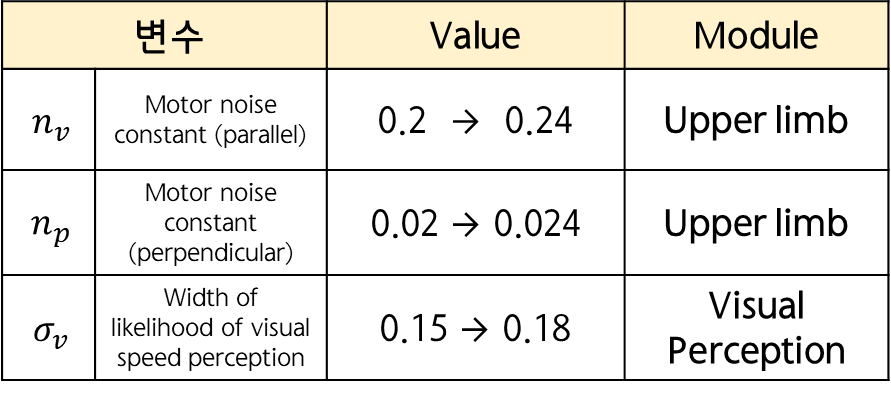 변수 Value Module
n_v Motor noise constant (parallel) 0.2 → 0.24 Upper limb
n_p Motor noise constant (perpendicular) 0.02 → 0.024 Upper limb
σ_v Width of likelihood of visual speed perception 0.15 → 0.18 Visual Perception